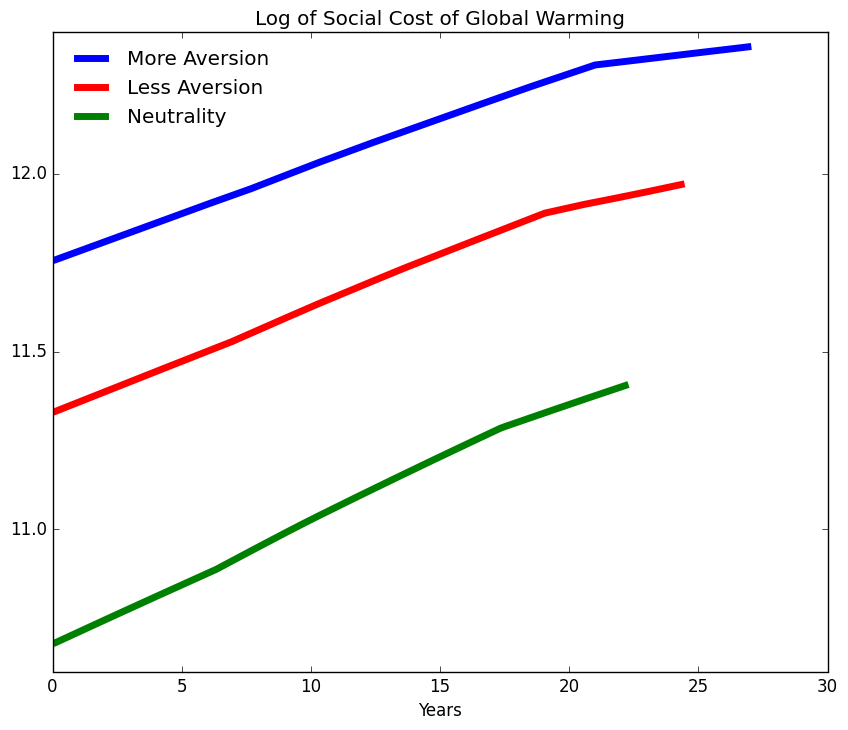 Log of Social Cost of Global Warming
More Aversion
Less Aversion
Neutrality
12.0
11.5
11.0
0 5 10 15 20 25 30
Years